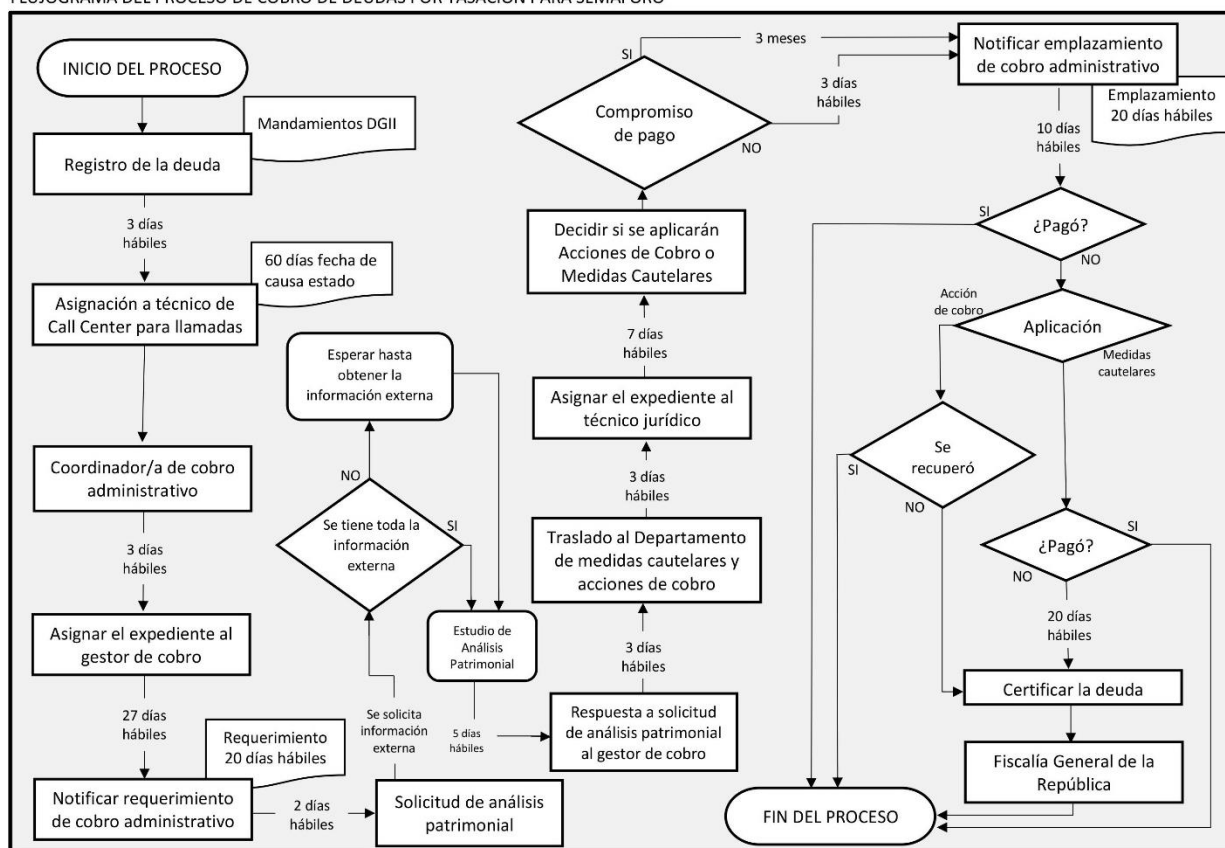 FLUJOGRAMA DEL PROCESO DE COBRO DE DEUDAS POR TASACIÓN PARA SEMÁFORO
INICIO DEL PROCESO
Mandamientos DGII
Registro de la deuda
3 días
hábiles
60 días fecha de
causa estado
Asignación a técnico de
Call Center para llamadas
Coordinador/a de cobro
administrativo
3 días
hábiles
Asignar el expediente al
gestor de cobro
27 días
hábiles
Requerimiento
20 días hábiles
Notificar requerimiento
de cobro administrativo
2 días
hábiles
Solicitud de análisis
patrimonial
Se solicita
información
externa
Se tiene toda la
información
externa
NO
SI
Esperar hasta
obtener la
información externa
Estudio de
Análisis
Patrimonial
5 días
hábiles
Respuesta a solicitud
de análisis patrimonial
al gestor de cobro
3 días
hábiles
Traslado al Departamento
de medidas cautelares y
acciones de cobro
3 días
hábiles
Asignar el expediente al
técnico jurídico
7 días
hábiles
Decidir si se aplicarán
Acciones de Cobro o
Medidas Cautelares
Compromiso
de pago
SI
3 meses
NO
3 días
hábiles
Notificar emplazamiento
de cobro administrativo
Emplazamiento
20 días hábiles
10 días
hábiles
¿Pagó?
SI
NO
Aplicación
Acción
de cobro
Medidas
cautelares
Se
recuperó
SI
NO
¿Pagó?
SI
NO
20 días
hábiles
Certificar la deuda
Fiscalía General de la
República
FIN DEL PROCESO